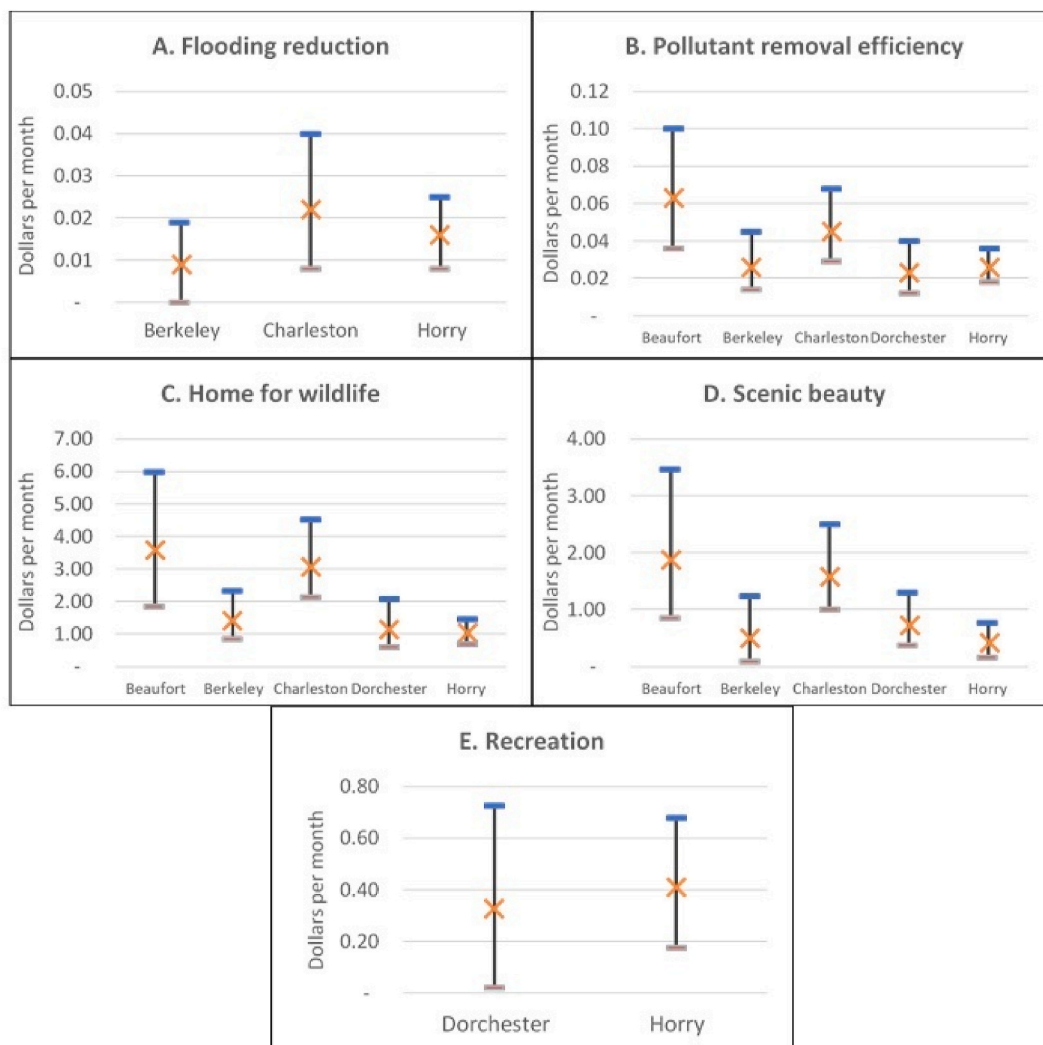 A. Flooding reduction
Dollars per month
0.05
0.04
0.03
0.02
0.01
-
Berkeley Charleston Horry
B. Pollutant removal efficiency
Dollars per month
0.12
0.10
0.08
0.06
0.04
0.02
-
Beaufort Berkeley Charleston Dorchester Horry
C. Home for wildlife
Dollars per month
7.00
6.00
5.00
4.00
3.00
2.00
1.00
-
Beaufort Berkeley Charleston Dorchester Horry
D. Scenic beauty
Dollars per month
4.00
3.00
2.00
1.00
-
Beaufort Berkeley Charleston Dorchester Horry
E. Recreation
Dollars per month
0.80
0.60
0.40
0.20
-
Dorchester Horry